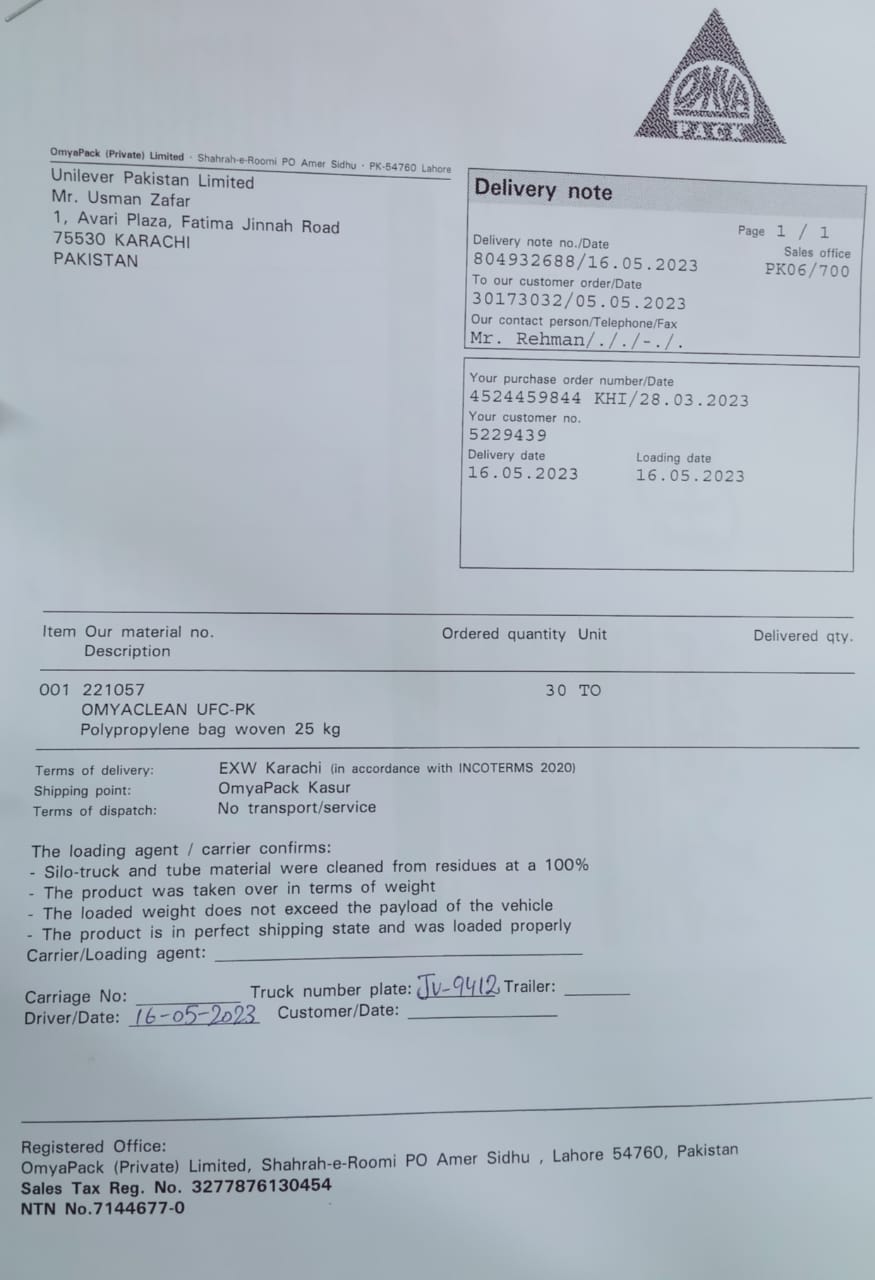 OMYA
PACK
OmyaPack (Private) Limited · Shahrah-e-Roomi PO Amer Sidhu · PK-54760 Lahore
Unilever Pakistan Limited
Mr. Usman Zafar
1, Avari Plaza, Fatima Jinnah Road
75530 KARACHI
PAKISTAN
Delivery note
Page 1 / 1
Delivery note no./Date
Sales office
804932688/16.05.2023
PK06/700
To our customer order/Date
30173032/05.05.2023
Our contact person/Telephone/Fax
Mr. Rehman/././-./.
Your purchase order number/Date
4524459844 KHI/28.03.2023
Your customer no.
5229439
Delivery date Loading date
16.05.2023 16.05.2023
Item Our material no. Ordered quantity Unit Delivered qty.
Description
001 221057 30 TO
OMYACLEAN UFC-PK
Polypropylene bag woven 25 kg
Terms of delivery: EXW Karachi (in accordance with INCOTERMS 2020)
Shipping point: OmyaPack Kasur
Terms of dispatch: No transport/service
The loading agent / carrier confirms:
- Silo-truck and tube material were cleaned from residues at a 100%
- The product was taken over in terms of weight
- The loaded weight does not exceed the payload of the vehicle
- The product is in perfect shipping state and was loaded properly
Carrier/Loading agent:
Carriage No: Truck number plate: JV-9412 Trailer:
Driver/Date: 16-05-2023 Customer/Date:
Registered Office:
OmyaPack (Private) Limited, Shahrah-e-Roomi PO Amer Sidhu , Lahore 54760, Pakistan
Sales Tax Reg. No. 3277876130454
NTN No.7144677-0